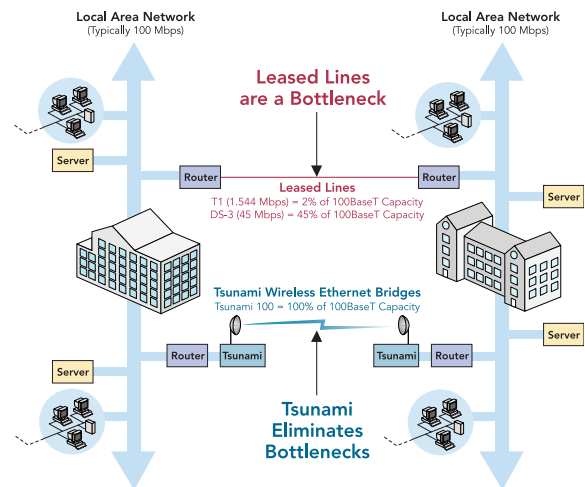 Local Area Network
(Typically 100 Mbps)
Local Area Network
(Typically 100 Mbps)
Leased Lines
are a Bottleneck
Server
Router
Router
Leased Lines
T1 (1.544 Mbps) = 2% of 100BaseT Capacity
DS-3 (45 Mbps) = 45% of 100BaseT Capacity
Server
Tsunami Wireless Ethernet Bridges
Tsunami 100 = 100% of 100BaseT Capacity
Server
Router
Tsunami
Tsunami
Router
Server
Tsunami
Eliminates
Bottlenecks